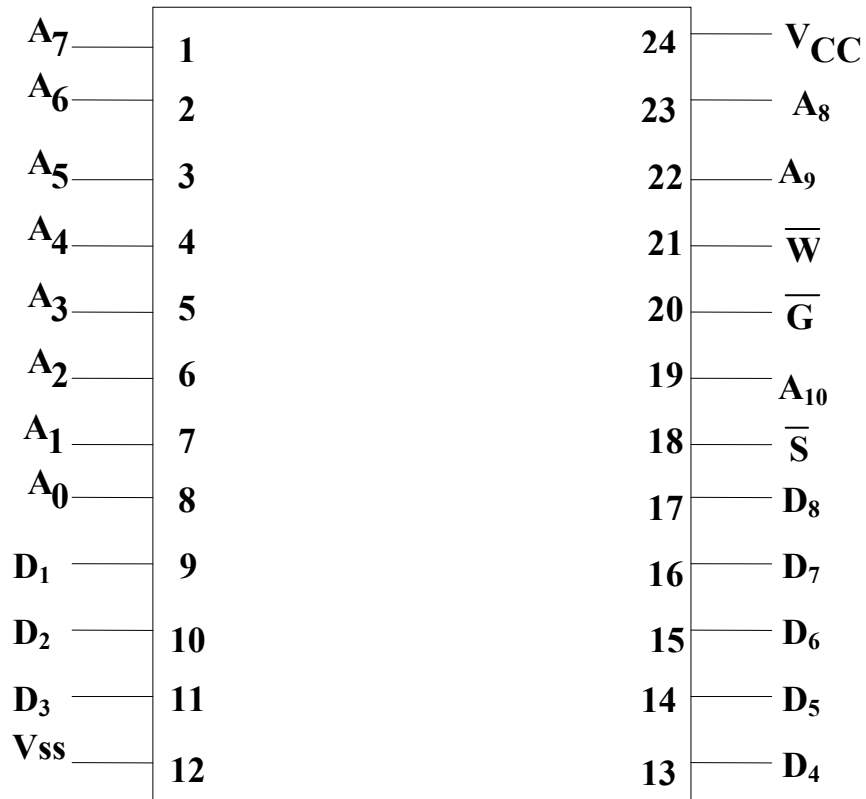 A₇ 1 24 V_CC
A₆ 2 23 A₈
A₅ 3 22 A₉
A₄ 4 21 W̅
A₃ 5 20 G̅
A₂ 6 19 A₁₀
A₁ 7 18 S̅
A₀ 8 17 D₈
D₁ 9 16 D₇
D₂ 10 15 D₆
D₃ 11 14 D₅
Vss 12 13 D₄